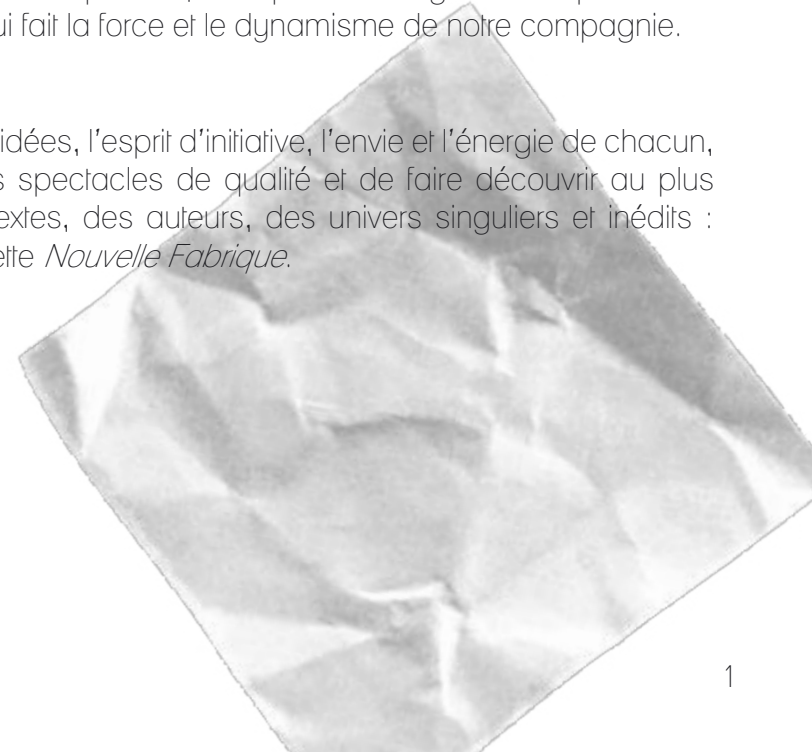 ui fait la force et le dynamisme de notre compagnie.
idées, l'esprit d'initiative, l'envie et l'énergie de chacun,
s spectacles de qualité et de faire découvrir au plus
extes, des auteurs, des univers singuliers et inédits :
ette Nouvelle Fabrique.
1